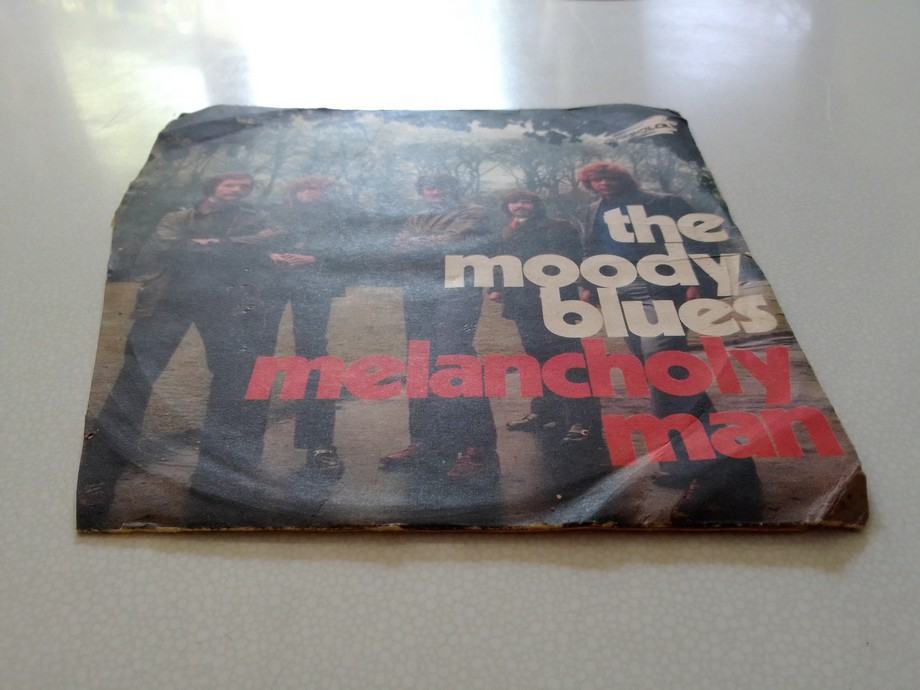 the
moody
blues
melancholy
man